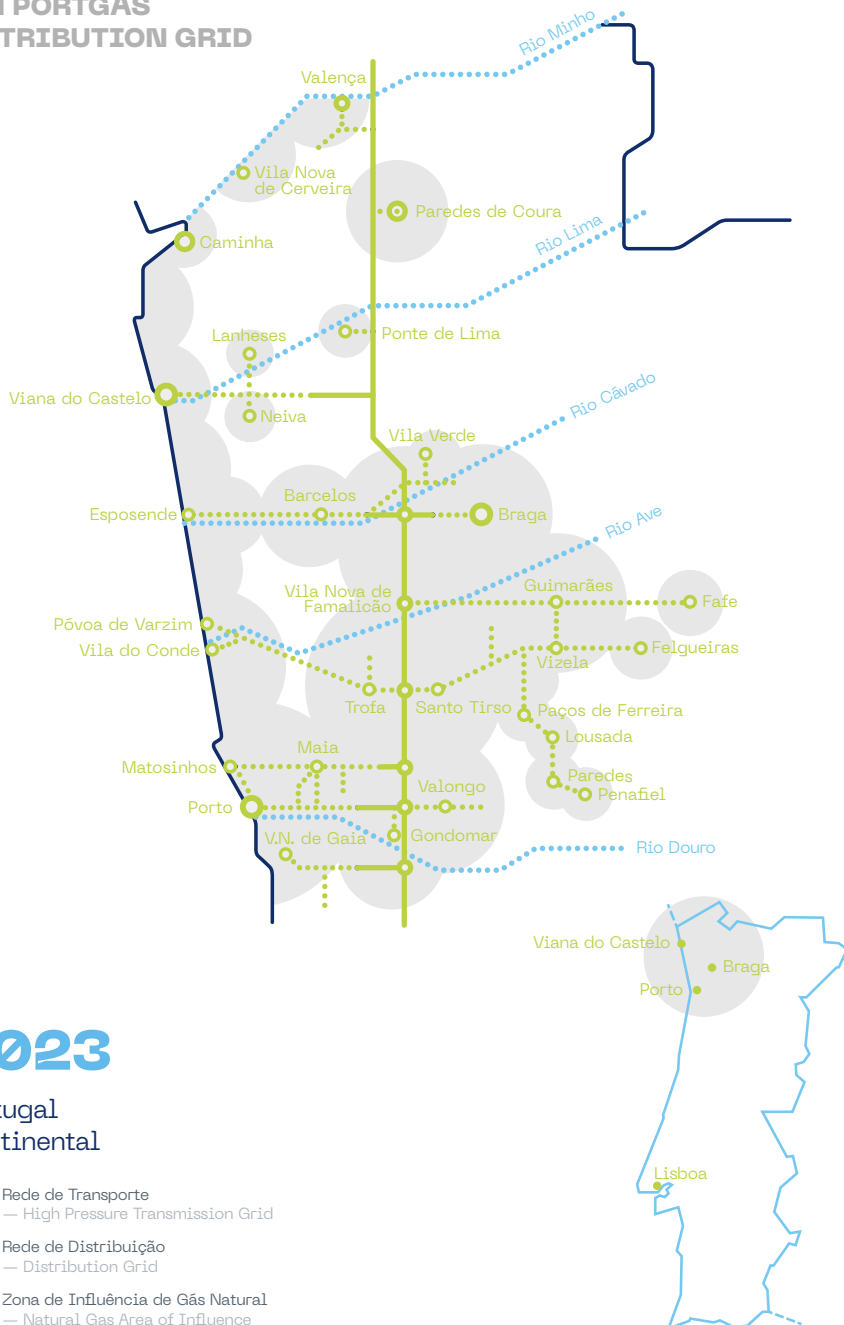 PORTGAS
TRIBUTION GRID
Rio Minho
Valença
Vila Nova
de Cerveira
Paredes de Coura
Rio Lima
Caminha
Lanheses
Ponte de Lima
Viana do Castelo
Neiva
Rio Cávado
Vila Verde
Barcelos
Esposende
Braga
Rio Ave
Vila Nova de
Famalicão
Guimarães
Fafe
Póvoa de Varzim
Vila do Conde
Felgueiras
Vizela
Trofa
Santo Tirso
Paços de Ferreira
Lousada
Maia
Matosinhos
Paredes
Valongo
Penafiel
Porto
V.N. de Gaia
Gondomar
Rio Douro
Viana do Castelo
Braga
Porto
023
tugal
tinental
Lisboa
Rede de Transporte
— High Pressure Transmission Grid
Rede de Distribuição
— Distribution Grid
Zona de Influência de Gás Natural
— Natural Gas Area of Influence